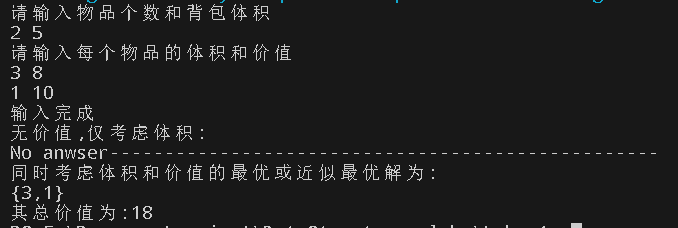 请输入物品个数和背包体积
2 5
请输入每个物品的体积和价值
3 8
1 10
输入完成
无价值,仅考虑体积:
No anwser--------------------------------------------------
同时考虑体积和价值的最优或近似最优解为:
{3,1}
其总价值为:18